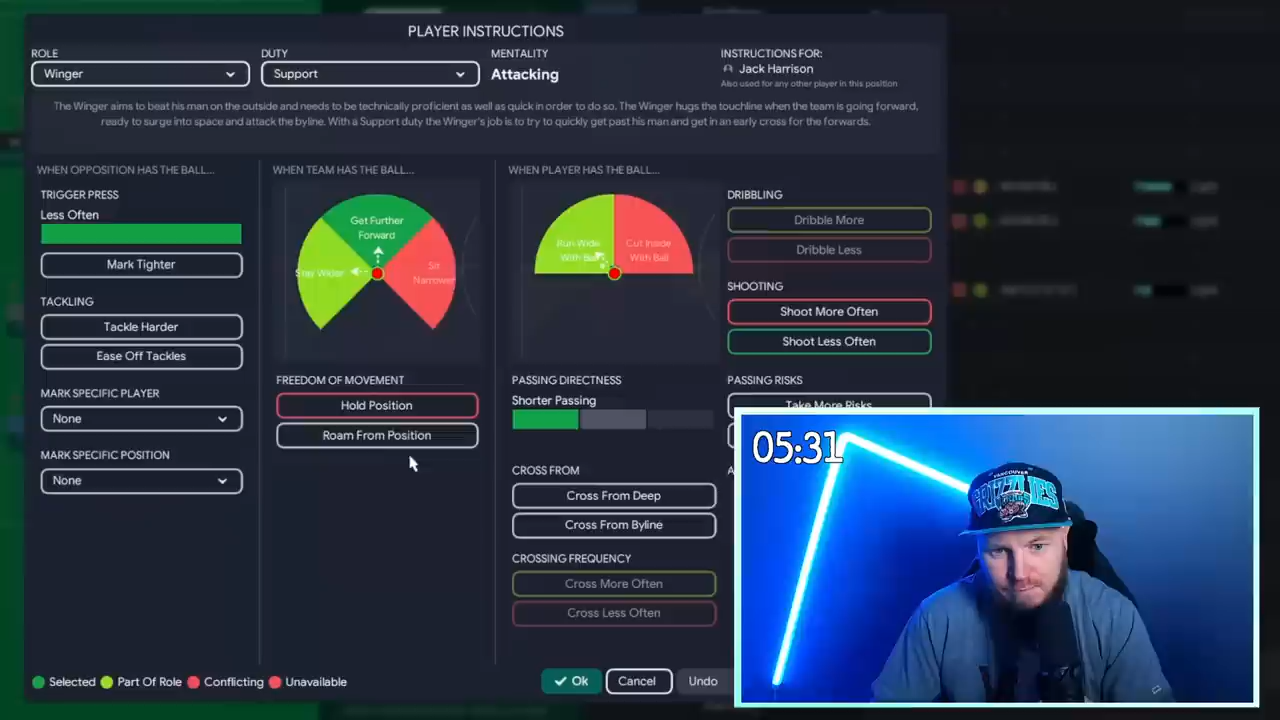 PLAYER INSTRUCTIONS
ROLE
Winger
DUTY
Support
MENTALITY
Attacking
INSTRUCTIONS FOR:
Jack Harrison
Also used for any other player in this position
The Winger aims to beat his man on the outside and needs to be technically proficient as well as quick in order to do so. The Winger hugs the touchline when the team is going forward,
ready to surge into space and attack the byline. With a Support duty the Winger's job is to try to quickly get past his man and get in an early cross for the forwards.
WHEN OPPOSITION HAS THE BALL...
TRIGGER PRESS
Less Often
Mark Tighter
TACKLING
Tackle Harder
Ease Off Tackles
MARK SPECIFIC PLAYER
None
MARK SPECIFIC POSITION
None
WHEN TEAM HAS THE BALL...
Get Further
Forward
Stay Wider
Sit
Narrower
FREEDOM OF MOVEMENT
Hold Position
Roam From Position
WHEN PLAYER HAS THE BALL...
Run Wide
With Ball
Cut Inside
With Ball
PASSING DIRECTNESS
Shorter Passing
CROSS FROM
Cross From Deep
Cross From Byline
CROSSING FREQUENCY
Cross More Often
Cross Less Often
DRIBBLING
Dribble More
Dribble Less
SHOOTING
Shoot More Often
Shoot Less Often
PASSING RISKS
Take More Risks
05:31
VANCOUVER
GRIZZLIES
Selected
Part Of Role
Conflicting
Unavailable
Ok
Cancel
Undo